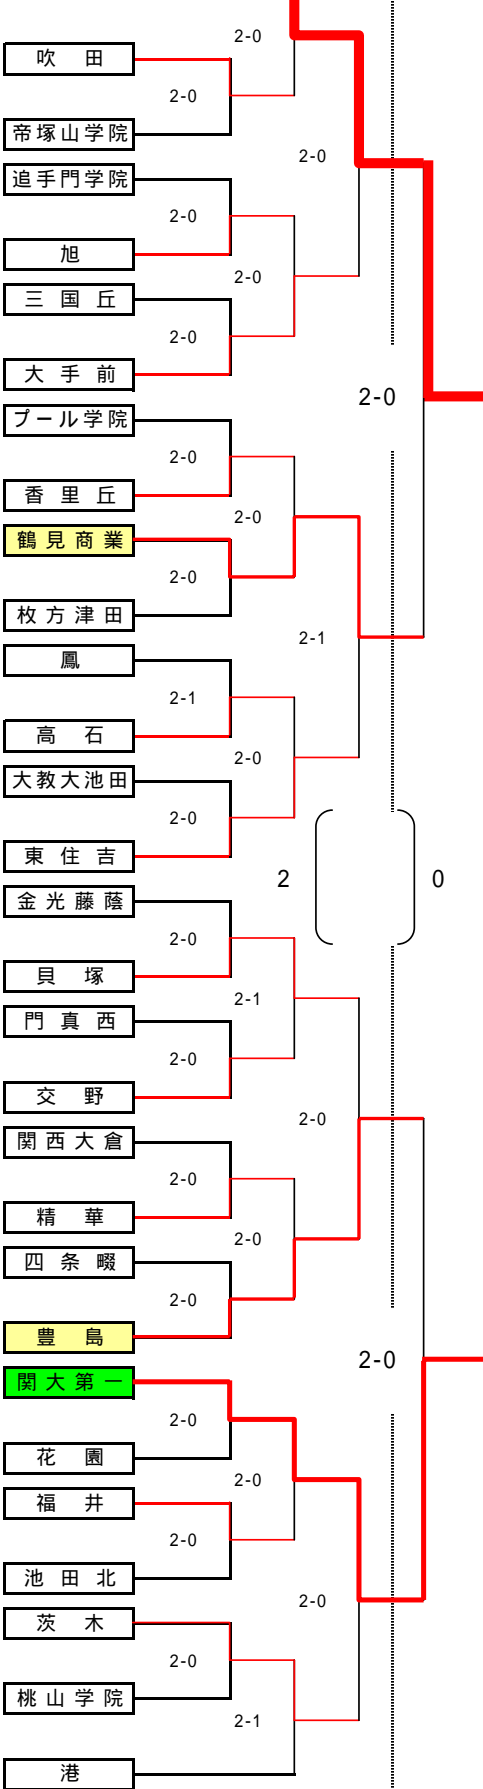 2-0
吹田
2-0
帝塚山学院
2-0
追手門学院
2-0
旭
2-0
三国丘
2-0
大手前
2-0
プール学院
2-0
香里丘
2-0
鶴見商業
2-0
枚方津田
2-1
鳳
2-1
高石
2-0
大教大池田
2-0
東住吉
2 0
金光藤蔭
2-0
貝塚
2-1
門真西
2-0
交野
2-0
関西大倉
2-0
精華
2-0
四条畷
2-0
豊島
2-0
関大第一
2-0
花園
2-0
福井
2-0
池田北
2-0
茨木
2-0
桃山学院
2-1
港